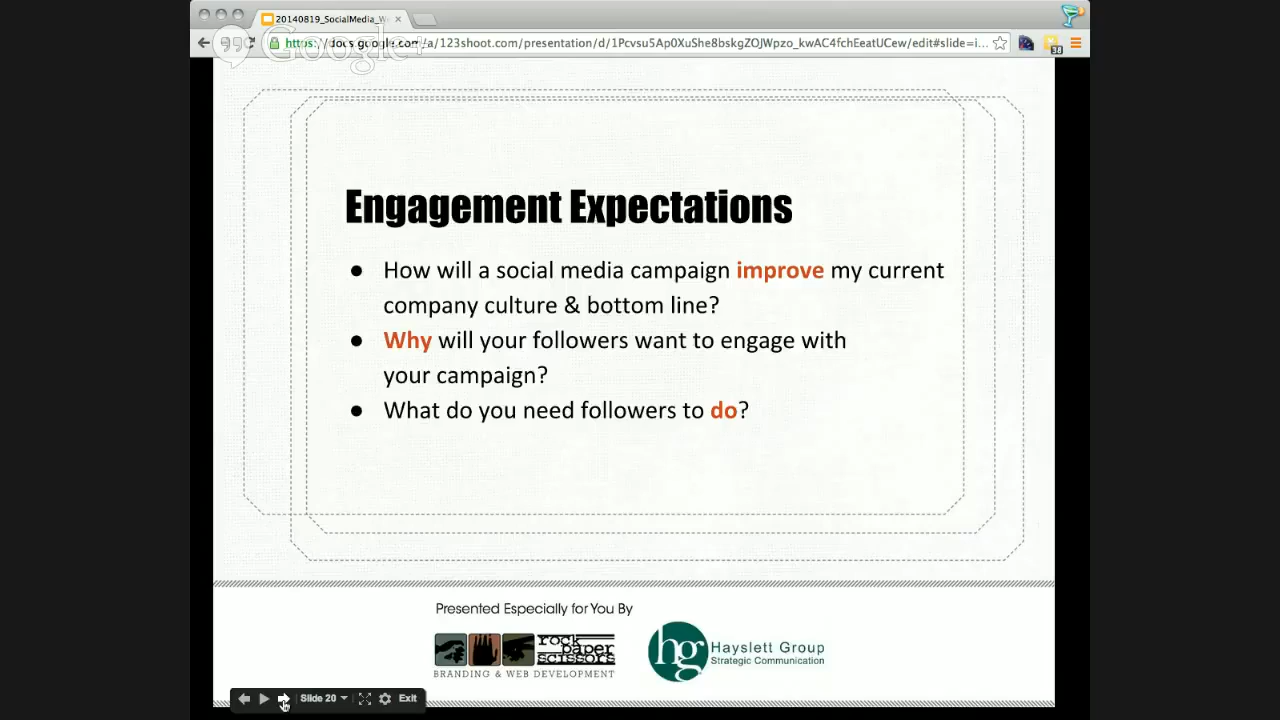 20140819_SocialMedia_W
https://docs.google.com/a/123shoot.com/presentation/d/1Pcvsu5Ap0XuShe8bskgZOJWpzo_kwAC4fchEeatUCew/edit#slide=i...
Google+
38
Engagement Expectations
● How will a social media campaign improve my current
company culture & bottom line?
● Why will your followers want to engage with
your campaign?
● What do you need followers to do?
Presented Especially for You By
rock
paper
scissors
BRANDING & WEB DEVELOPMENT
hg
Hayslett Group
Strategic Communication
Slide 20
Exit